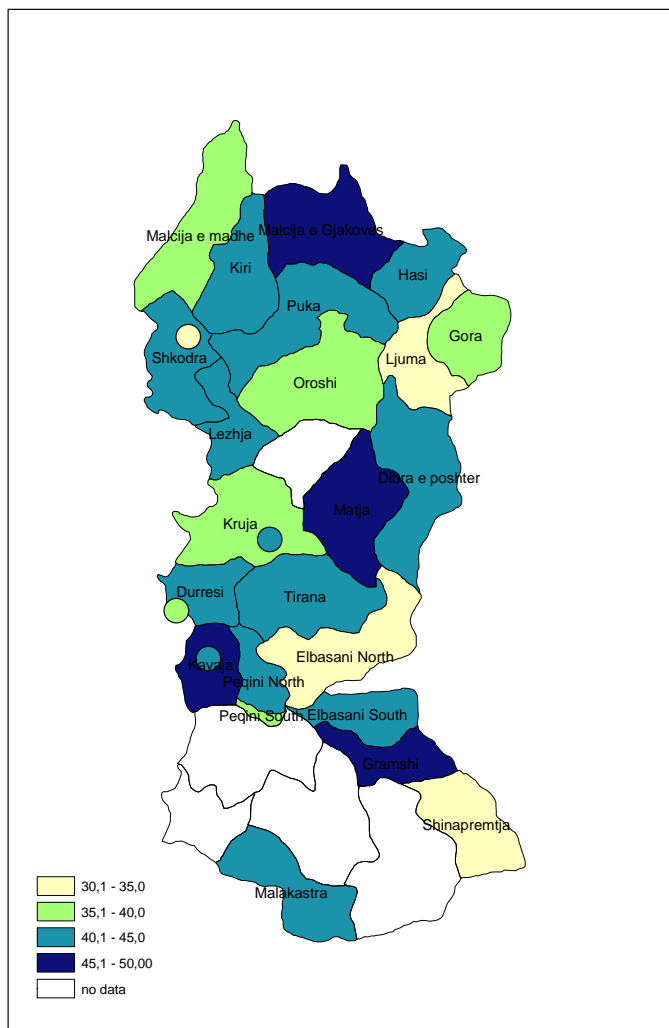 Malcija e Gjakoves
Malcija e madhe
Kiri
Hasi
Puka
Gora
Shkodra
Ljuma
Oroshi
Lezhja
Dibra e poshter
Matja
Kruja
Durresi
Tirana
Elbasani North
Kavaja
Peqini North
Peqini South
Elbasani South
Gramshi
Shinapremtja
Malakastra
30,1 - 35,0
35,1 - 40,0
40,1 - 45,0
45,1 - 50,00
no data